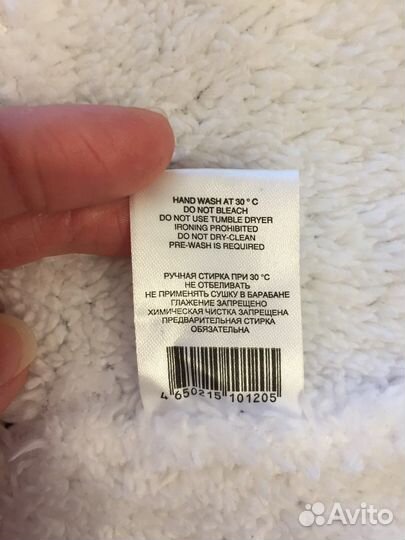 HAND WASH AT 30 ° C
DO NOT BLEACH
DO NOT USE TUMBLE DRYER
IRONING PROHIBITED
DO NOT DRY-CLEAN
PRE-WASH IS REQUIRED
РУЧНАЯ СТИРКА ПРИ 30 °C
НЕ ОТБЕЛИВАТЬ
НЕ ПРИМЕНЯТЬ СУШКУ В БАРАБАНЕ
ГЛАЖЕНИЕ ЗАПРЕЩЕНО
ХИМИЧЕСКАЯ ЧИСТКА ЗАПРЕЩЕНА
ПРЕДВАРИТЕЛЬНАЯ СТИРКА
ОБЯЗАТЕЛЬНА
4 650215 101205
Avito